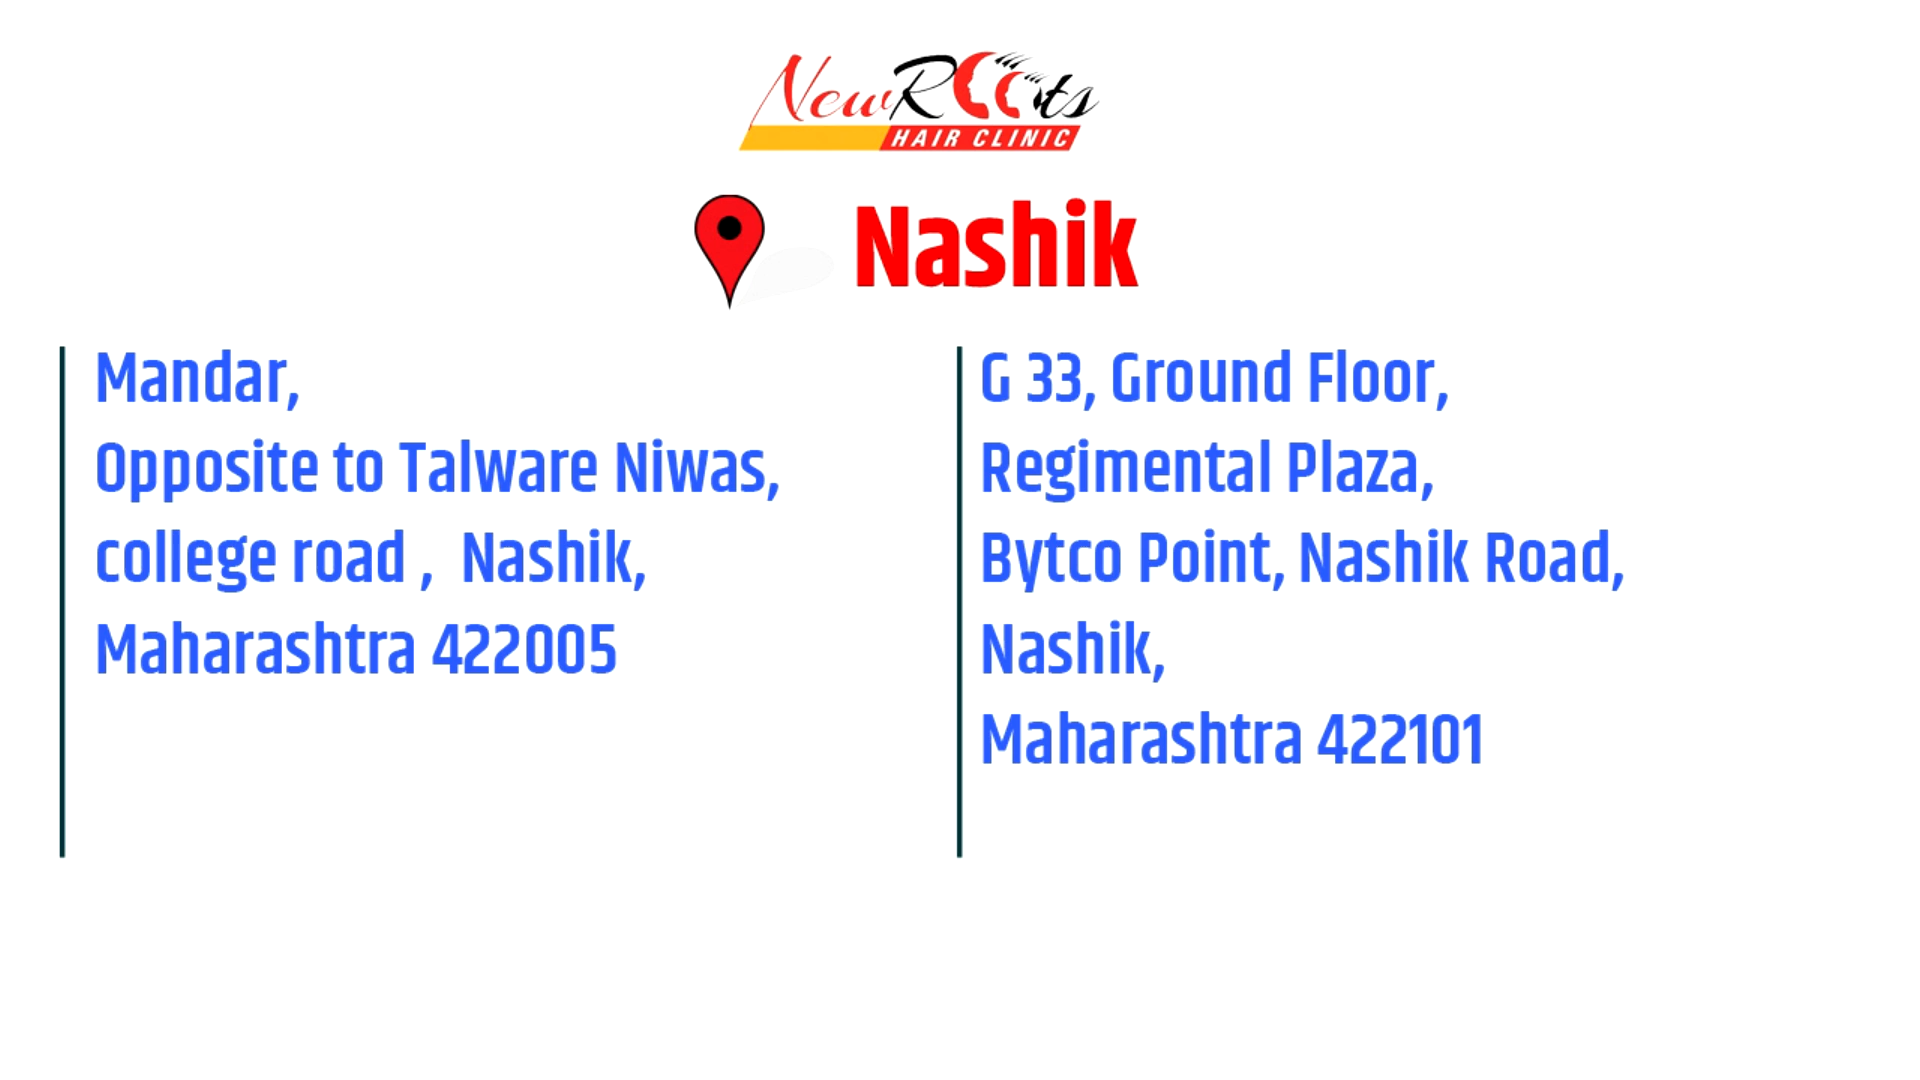 NewRoots
HAIR CLINIC
Nashik
Mandar,
Opposite to Talware Niwas,
college road ,  Nashik,
Maharashtra 422005
G 33, Ground Floor,
Regimental Plaza,
Bytco Point, Nashik Road,
Nashik,
Maharashtra 422101